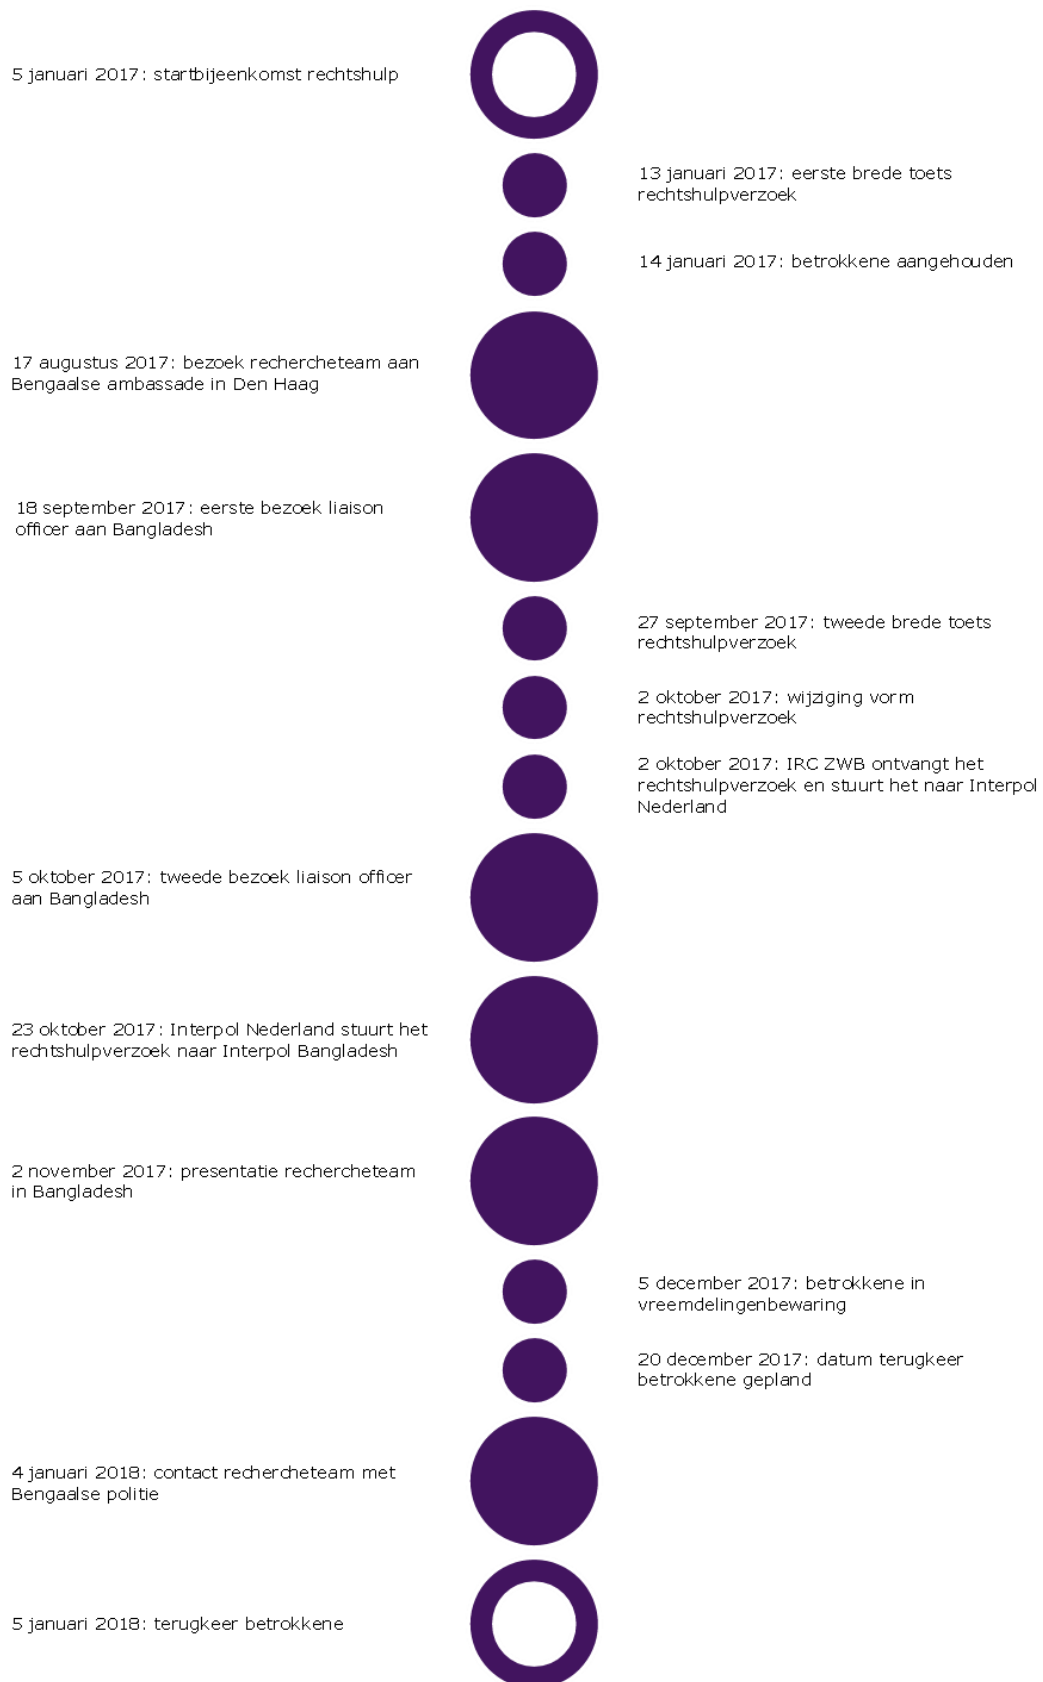 5 januari 2017: startbijeenkomst rechtshulp
13 januari 2017: eerste brede toets
rechtshulpverzoek
14 januari 2017: betrokkene aangehouden
17 augustus 2017: bezoek rechercheteam aan
Bengaalse ambassade in Den Haag
18 september 2017: eerste bezoek liaison
officer aan Bangladesh
27 september 2017: tweede brede toets
rechtshulpverzoek
2 oktober 2017: wijziging vorm
rechtshulpverzoek
2 oktober 2017: IRC ZWB ontvangt het
rechtshulpverzoek en stuurt het naar Interpol
Nederland
5 oktober 2017: tweede bezoek liaison officer
aan Bangladesh
23 oktober 2017: Interpol Nederland stuurt het
rechtshulpverzoek naar Interpol Bangladesh
2 november 2017: presentatie rechercheteam
in Bangladesh
5 december 2017: betrokkene in
vreemdelingenbewaring
20 december 2017: datum terugkeer
betrokkene gepland
4 januari 2018: contact rechercheteam met
Bengaalse politie
5 januari 2018: terugkeer betrokkene